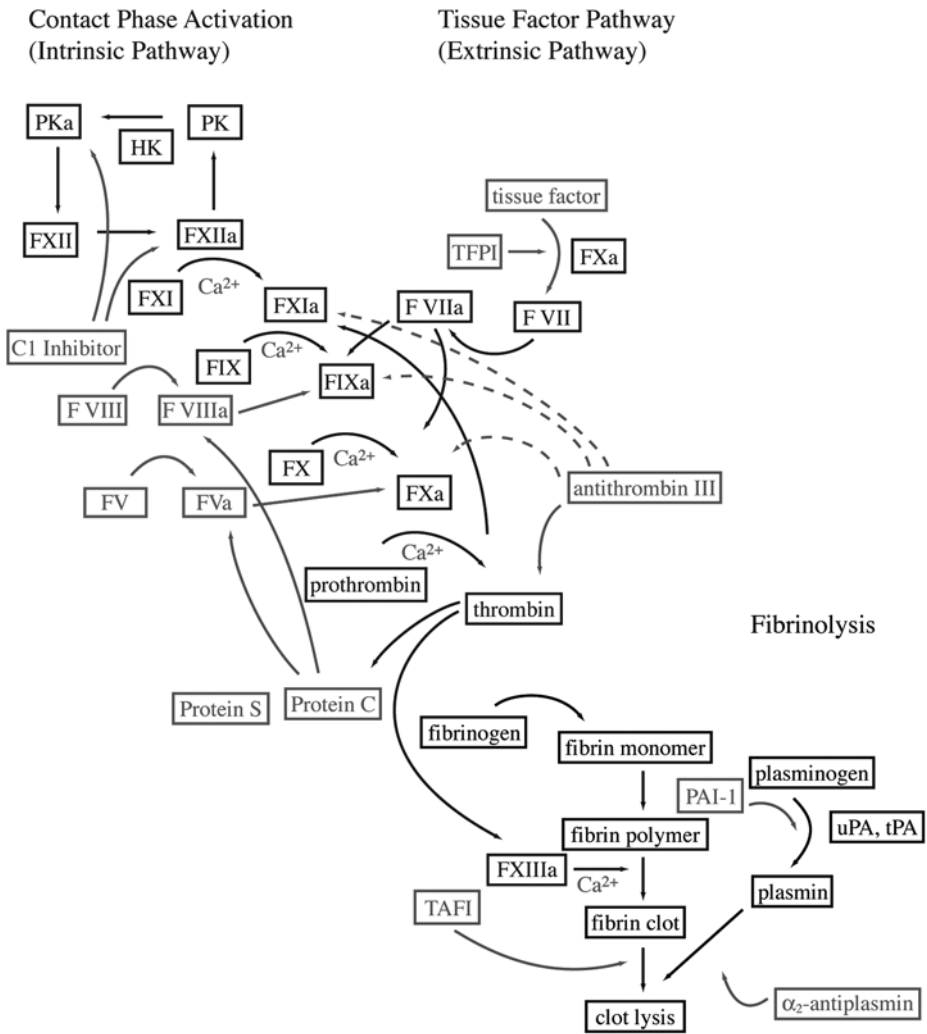 Contact Phase Activation
(Intrinsic Pathway)
Tissue Factor Pathway
(Extrinsic Pathway)
PKa
PK
HK
tissue factor
FXII
FXIIa
TFPI
FXa
FXI
Ca2+
FXIa
F VIIa
F VII
C1 Inhibitor
FIX
Ca2+
FIXa
F VIII
F VIIIa
FX
Ca2+
FXa
antithrombin III
FV
FVa
Ca2+
prothrombin
thrombin
Fibrinolysis
Protein S
Protein C
fibrinogen
fibrin monomer
plasminogen
PAI-1
uPA, tPA
fibrin polymer
FXIIIa
Ca2+
plasmin
TAFI
fibrin clot
α2-antiplasmin
clot lysis